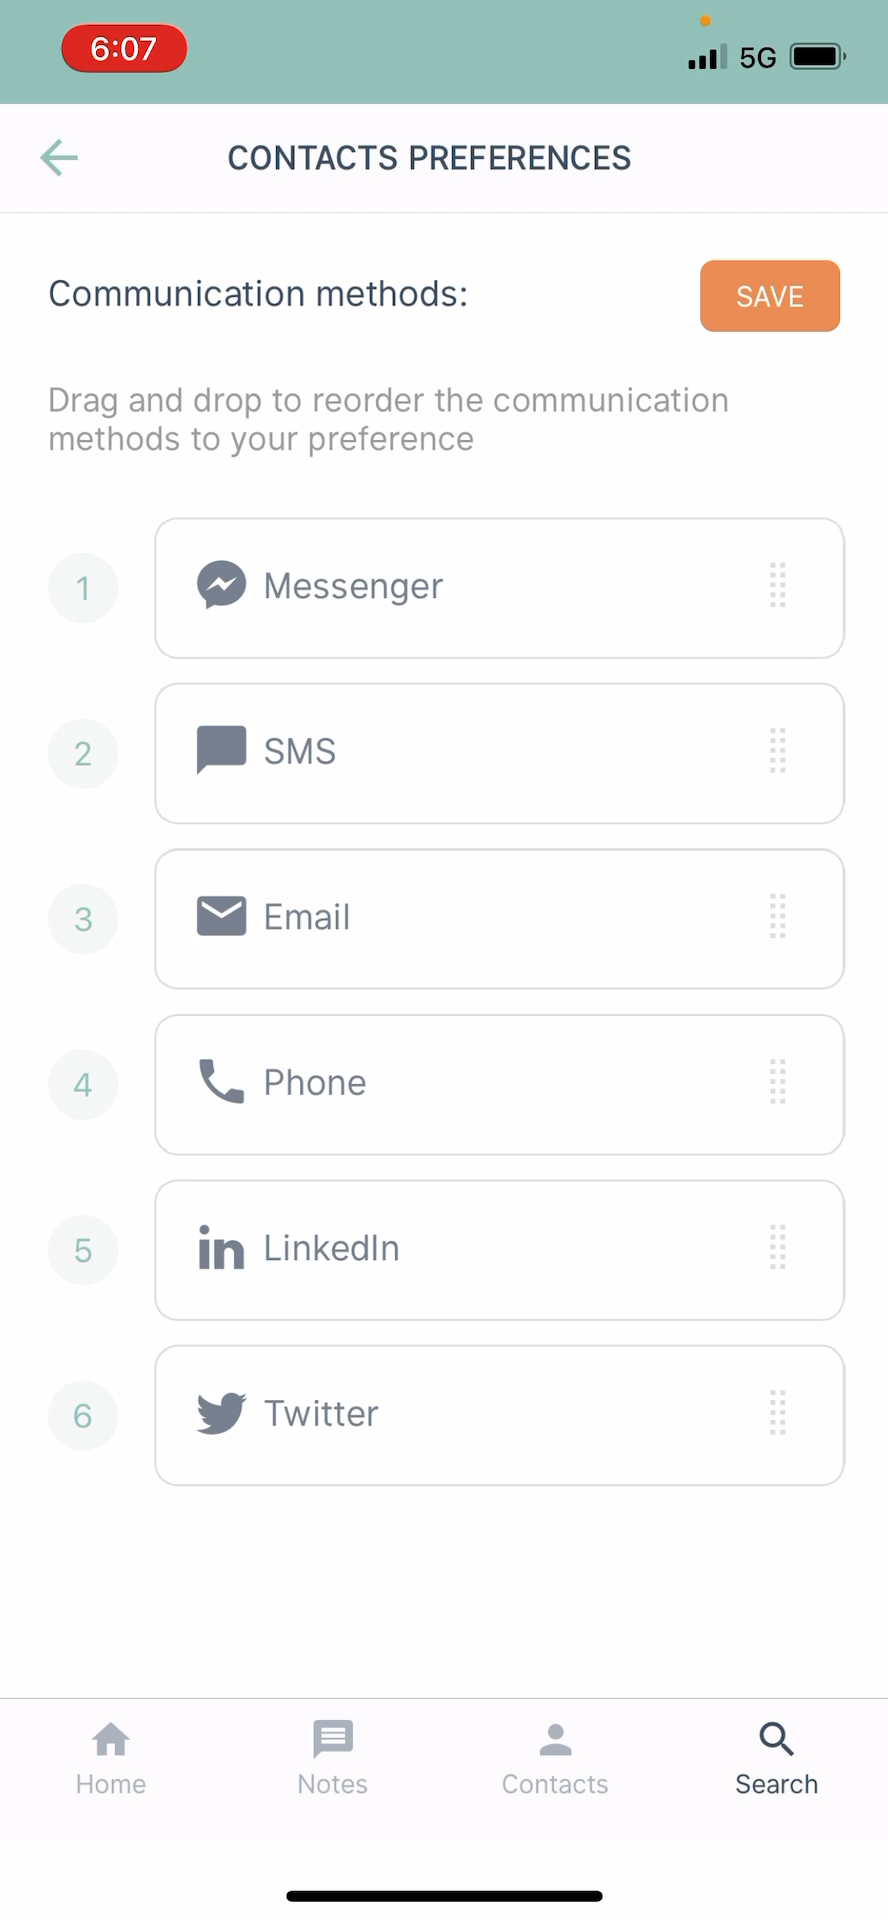 6:07
5G
CONTACTS PREFERENCES
Communication methods:
SAVE
Drag and drop to reorder the communication
methods to your preference
1
Messenger
2
SMS
3
Email
4
Phone
5
in LinkedIn
6
Twitter
Home
Notes
Contacts
Search